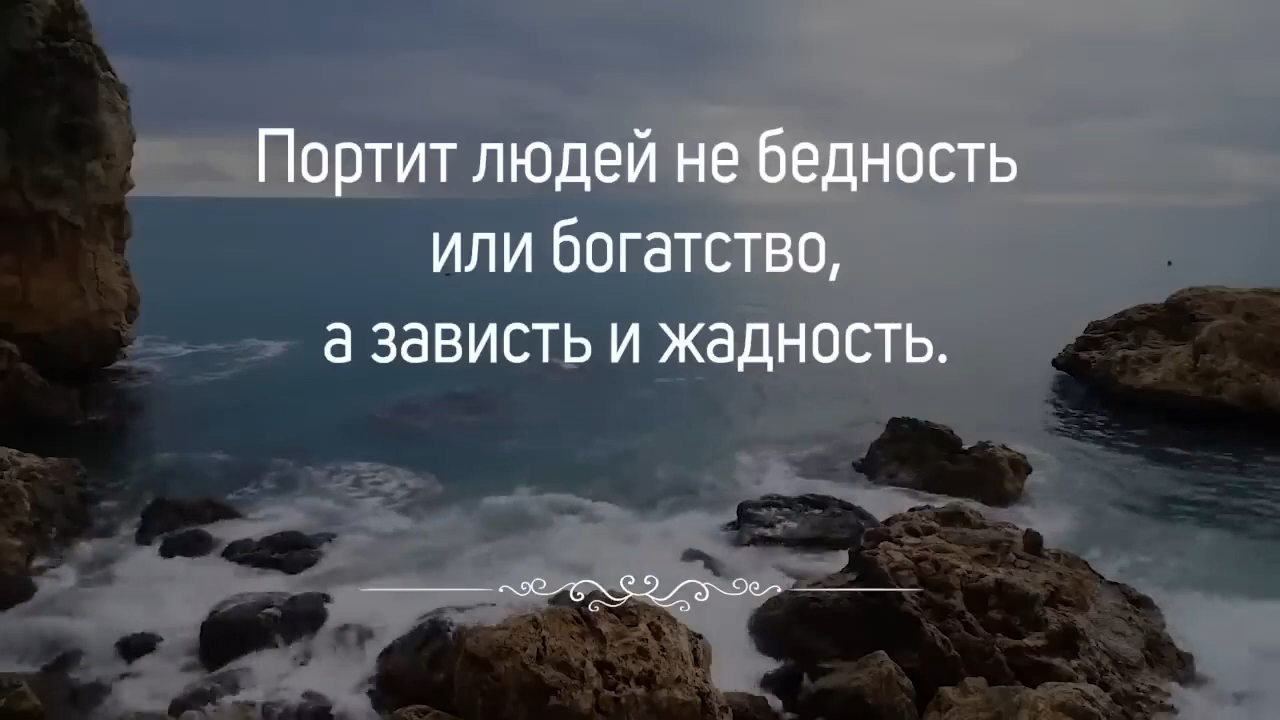 Портит людей не бедность
или богатство,
а зависть и жадность.